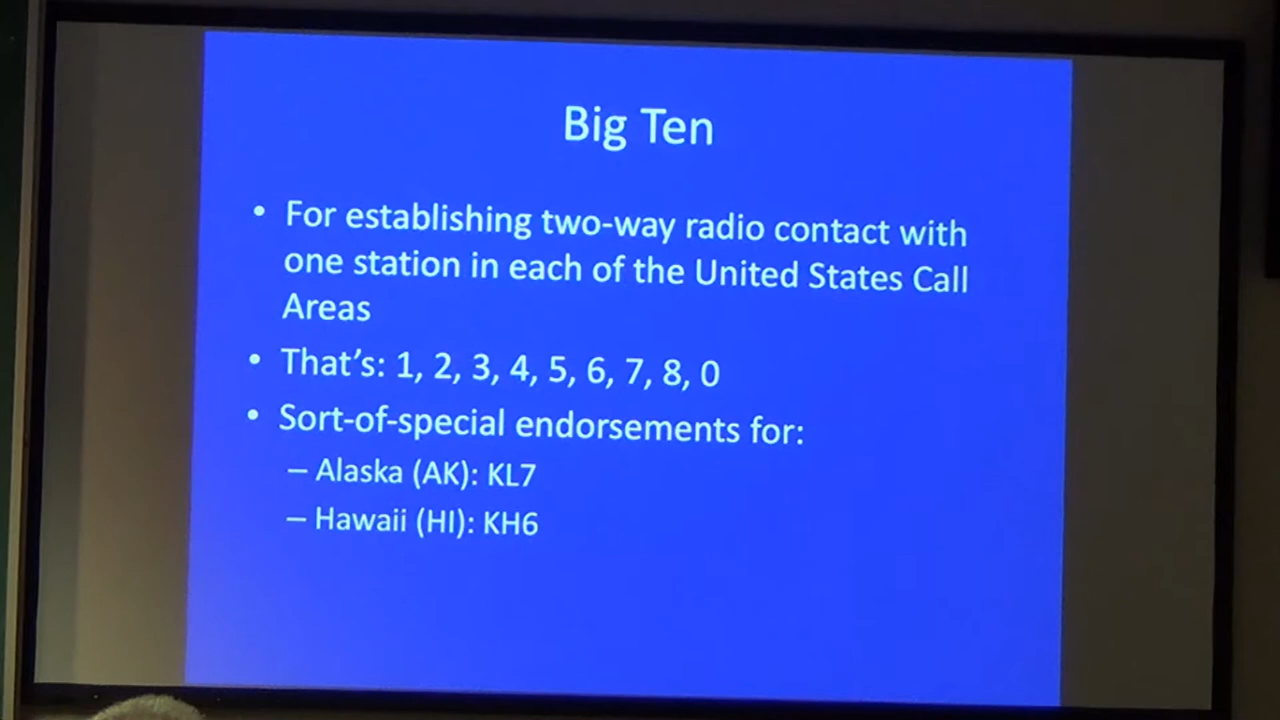 Big Ten
• For establishing two-way radio contact with
one station in each of the United States Call
Areas
• That's: 1, 2, 3, 4, 5, 6, 7, 8, 0
• Sort-of-special endorsements for:
– Alaska (AK): KL7
– Hawaii (HI): KH6